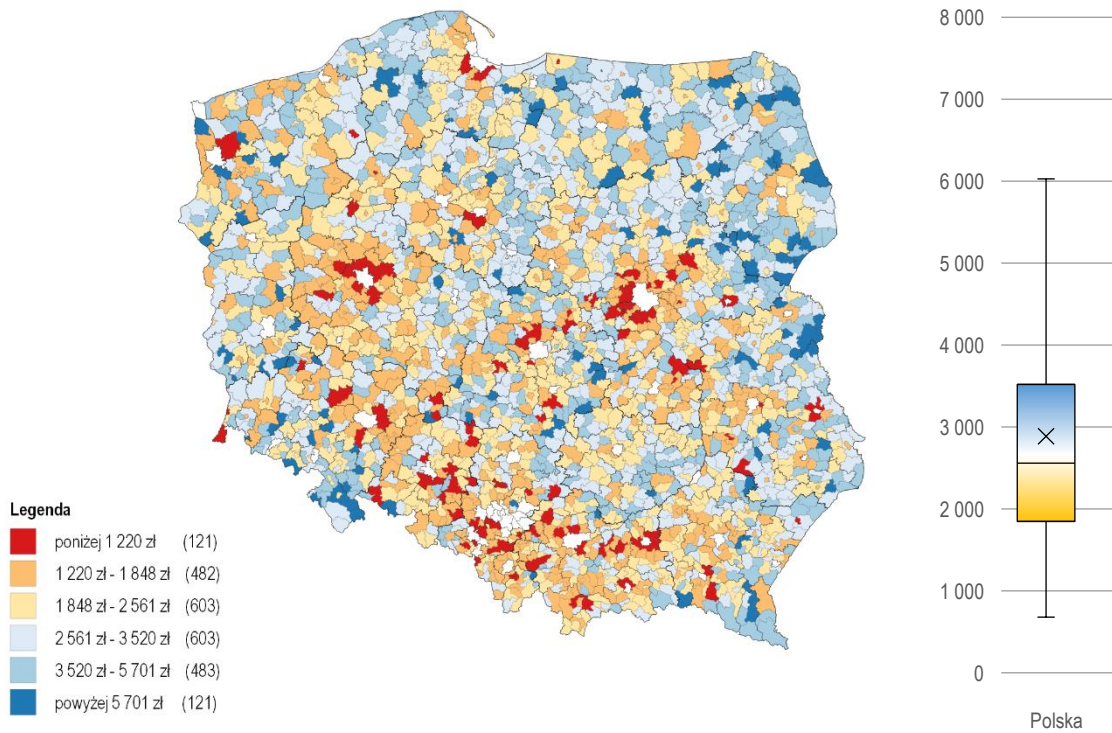 Legenda
poniżej 1 220 zł (121)
1 220 zł - 1 848 zł (482)
1 848 zł - 2 561 zł (603)
2 561 zł - 3 520 zł (603)
3 520 zł - 5 701 zł (483)
powyżej 5 701 zł (121)
8 000
7 000
6 000
5 000
4 000
3 000
2 000
1 000
0
Polska